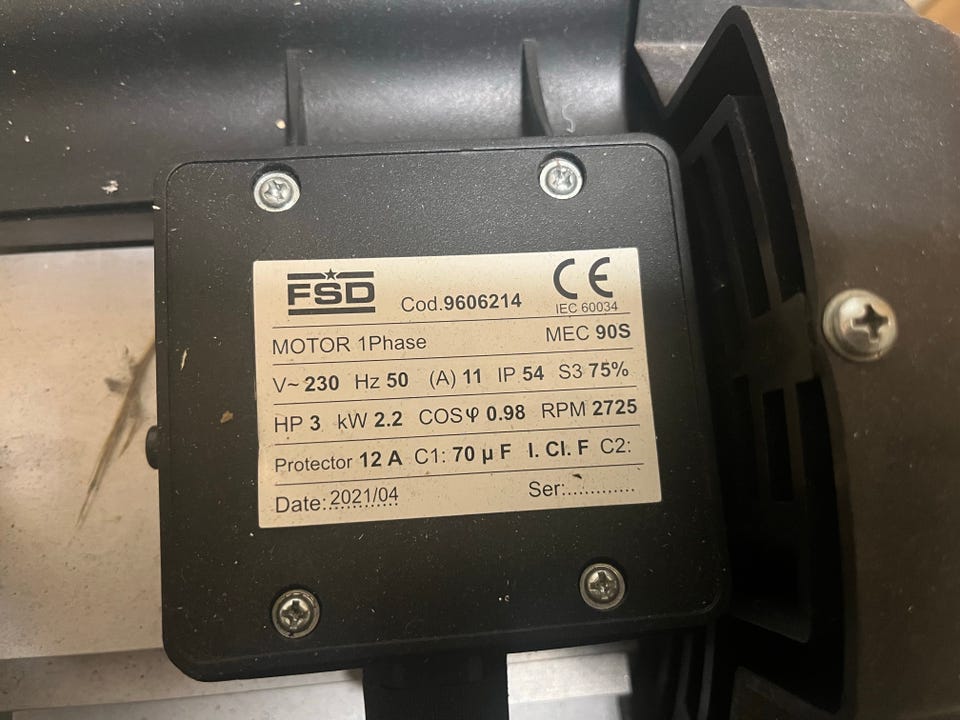 FSD Cod.9606214 CE
IEC 60034
MOTOR 1Phase MEC 90S
V~ 230 Hz 50 (A) 11 IP 54 S3 75%
HP 3 kW 2.2 COSφ 0.98 RPM 2725
Protector 12 A C1: 70 µ F I. Cl. F C2:
Date:2021/04 Ser:.............